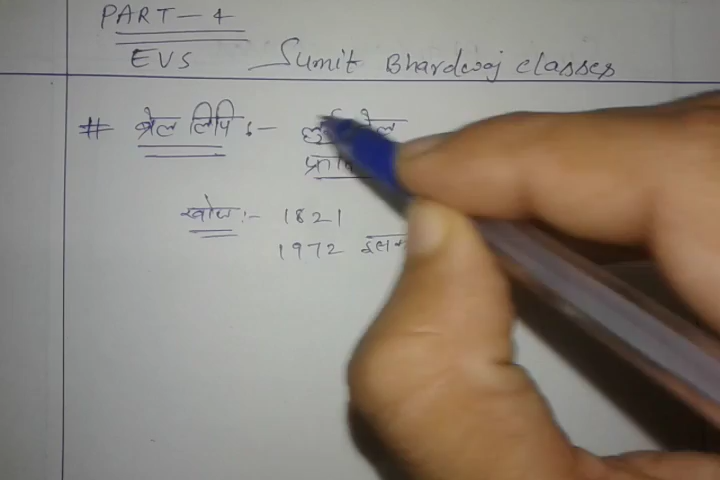 PART-4
EVS Sumit Bhardwaj classes
# ब्रेल लिपि :-
खोज :- 1821
1972